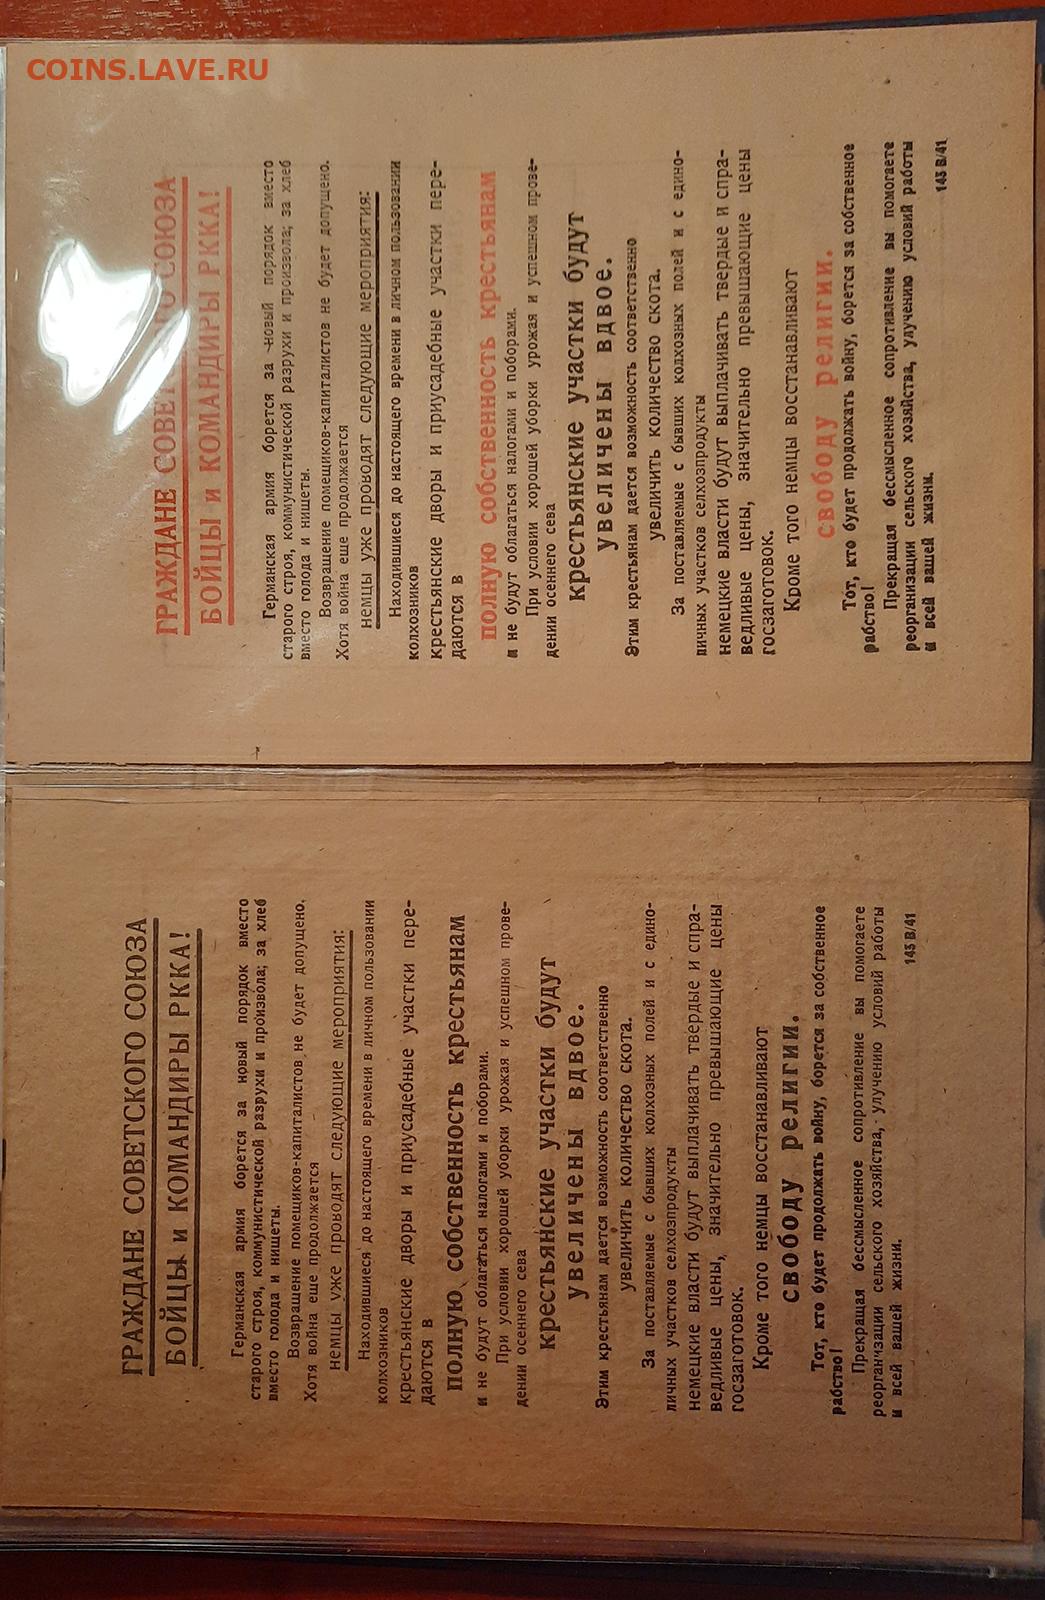 COINS.LAVE.RU
ГРАЖДАНЕ СОВЕТСКОГО СОЮЗА
БОЙЦЫ и КОМАНДИРЫ РККА!
Германская армия борется за новый порядок вместо
старого строя, коммунистической разрухи и произвола; за хлеб
вместо голода и нищеты.
Возвращение помещиков-капиталистов не будет допущено.
Хотя война еще продолжается
немцы уже проводят следующие мероприятия:
Находившиеся до настоящего времени в личном пользовании
колхозников
крестьянские дворы и приусадебные участки пере-
даются в
полную собственность крестьянам
и не будут облагаться налогами и поборами.
При условии хорошей уборки урожая и успешном прове-
дении осеннего сева
крестьянские участки будут
увеличены вдвое.
Этим крестьянам дается возможность соответственно
увеличить количество скота.
За поставляемые с бывших колхозных полей и с едино-
личных участков селхозпродукты
немецкие власти будут выплачивать твердые и спра-
ведливые цены, значительно превышающие цены
госзаготовок.
Кроме того немцы восстанавливают
свободу религии.
Тот, кто будет продолжать войну, борется за собственное
рабство!
Прекращая бессмысленное сопротивление вы помогаете
реорганизации сельского хозяйства, улучению условий работы
и всей вашей жизни.
143 В/41
ГРАЖДАНЕ СОВЕТ ГО СОЮЗА
БОЙЦЫ и КОМАНДИРЫ РККА!
Германская армия борется за новый порядок вместо
старого строя, коммунистической разрухи и произвола; за хлеб
вместо голода и нищеты.
Возвращение помещиков-капиталистов не будет допущено.
Хотя война еще продолжается
немцы уже проводят следующие мероприятия:
Находившиеся до настоящего времени в личном пользовании
колхозников
крестьянские дворы и приусадебные участки пере-
даются в
полную собственность крестьянам
и не будут облагаться налогами и поборами.
При условии хорошей уборки урожая и успешном прове-
дении осеннего сева
крестьянские участки будут
увеличены вдвое.
Этим крестьянам дается возможность соответственно
увеличить количество скота.
За поставляемые с бывших колхозных полей и с едино-
личных участков селхозпродукты
немецкие власти будут выплачивать твердые и спра-
ведливые цены, значительно превышающие цены
госзаготовок.
Кроме того немцы восстанавливают
свободу религии.
Тот, кто будет продолжать войну, борется за собственное
рабство!
Прекращая бессмысленное сопротивление вы помогаете
реорганизации сельского хозяйства, улучению условий работы
и всей вашей жизни.
143 В/41